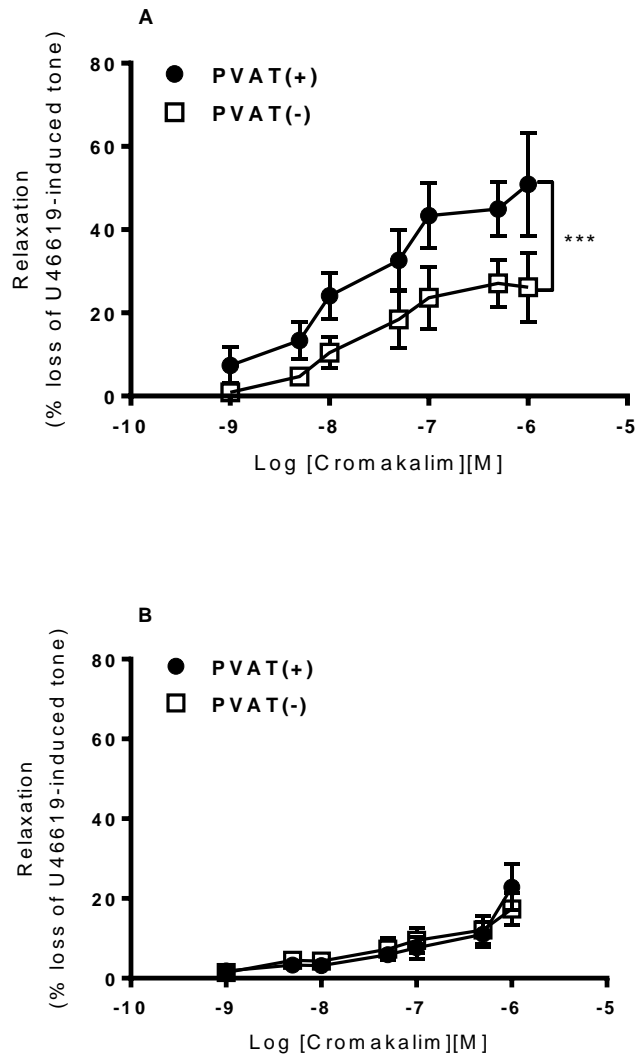 A
PVAT(+)
PVAT(-)
Relaxation
(% loss of U46619-induced tone)
80
60
40
20
0
***
-10 -9 -8 -7 -6 -5
Log [Cromakalim][M]
B
PVAT(+)
PVAT(-)
Relaxation
(% loss of U46619-induced tone)
80
60
40
20
0
-10 -9 -8 -7 -6 -5
Log [Cromakalim][M]